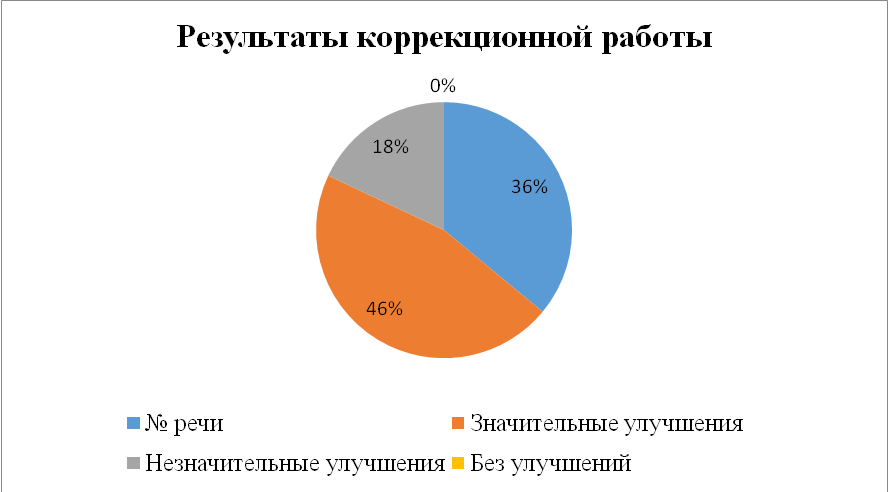 Результаты коррекционной работы
0%
18%
36%
46%
№ речи
Значительные улучшения
Незначительные улучшения
Без улучшений